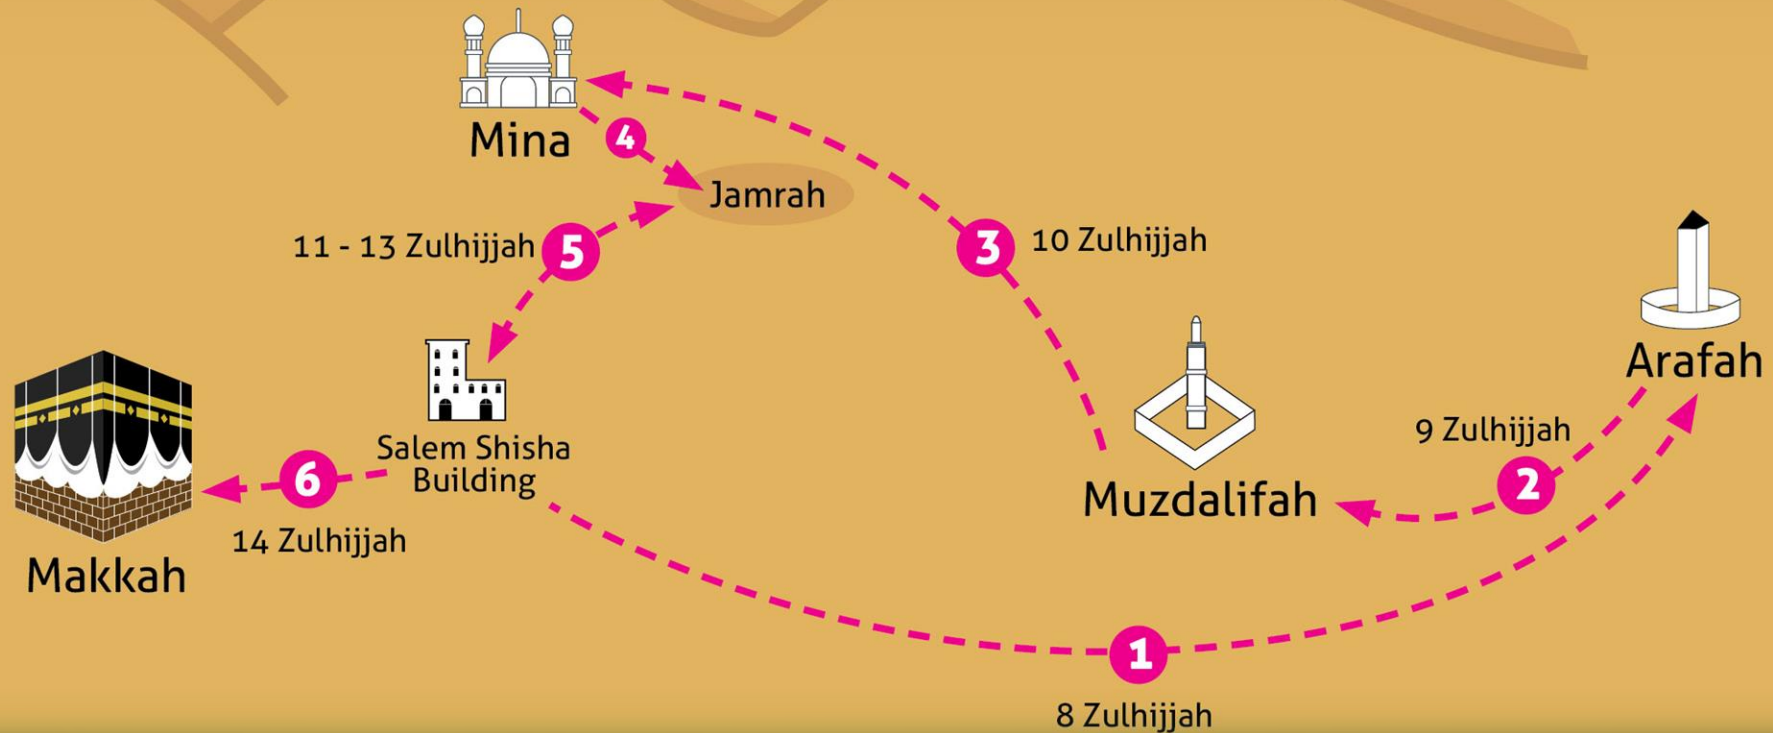 Mina
4
Jamrah
11 - 13 Zulhijjah
5
3
10 Zulhijjah
Arafah
Salem Shisha
Building
9 Zulhijjah
2
Muzdalifah
6
14 Zulhijjah
Makkah
1
8 Zulhijjah